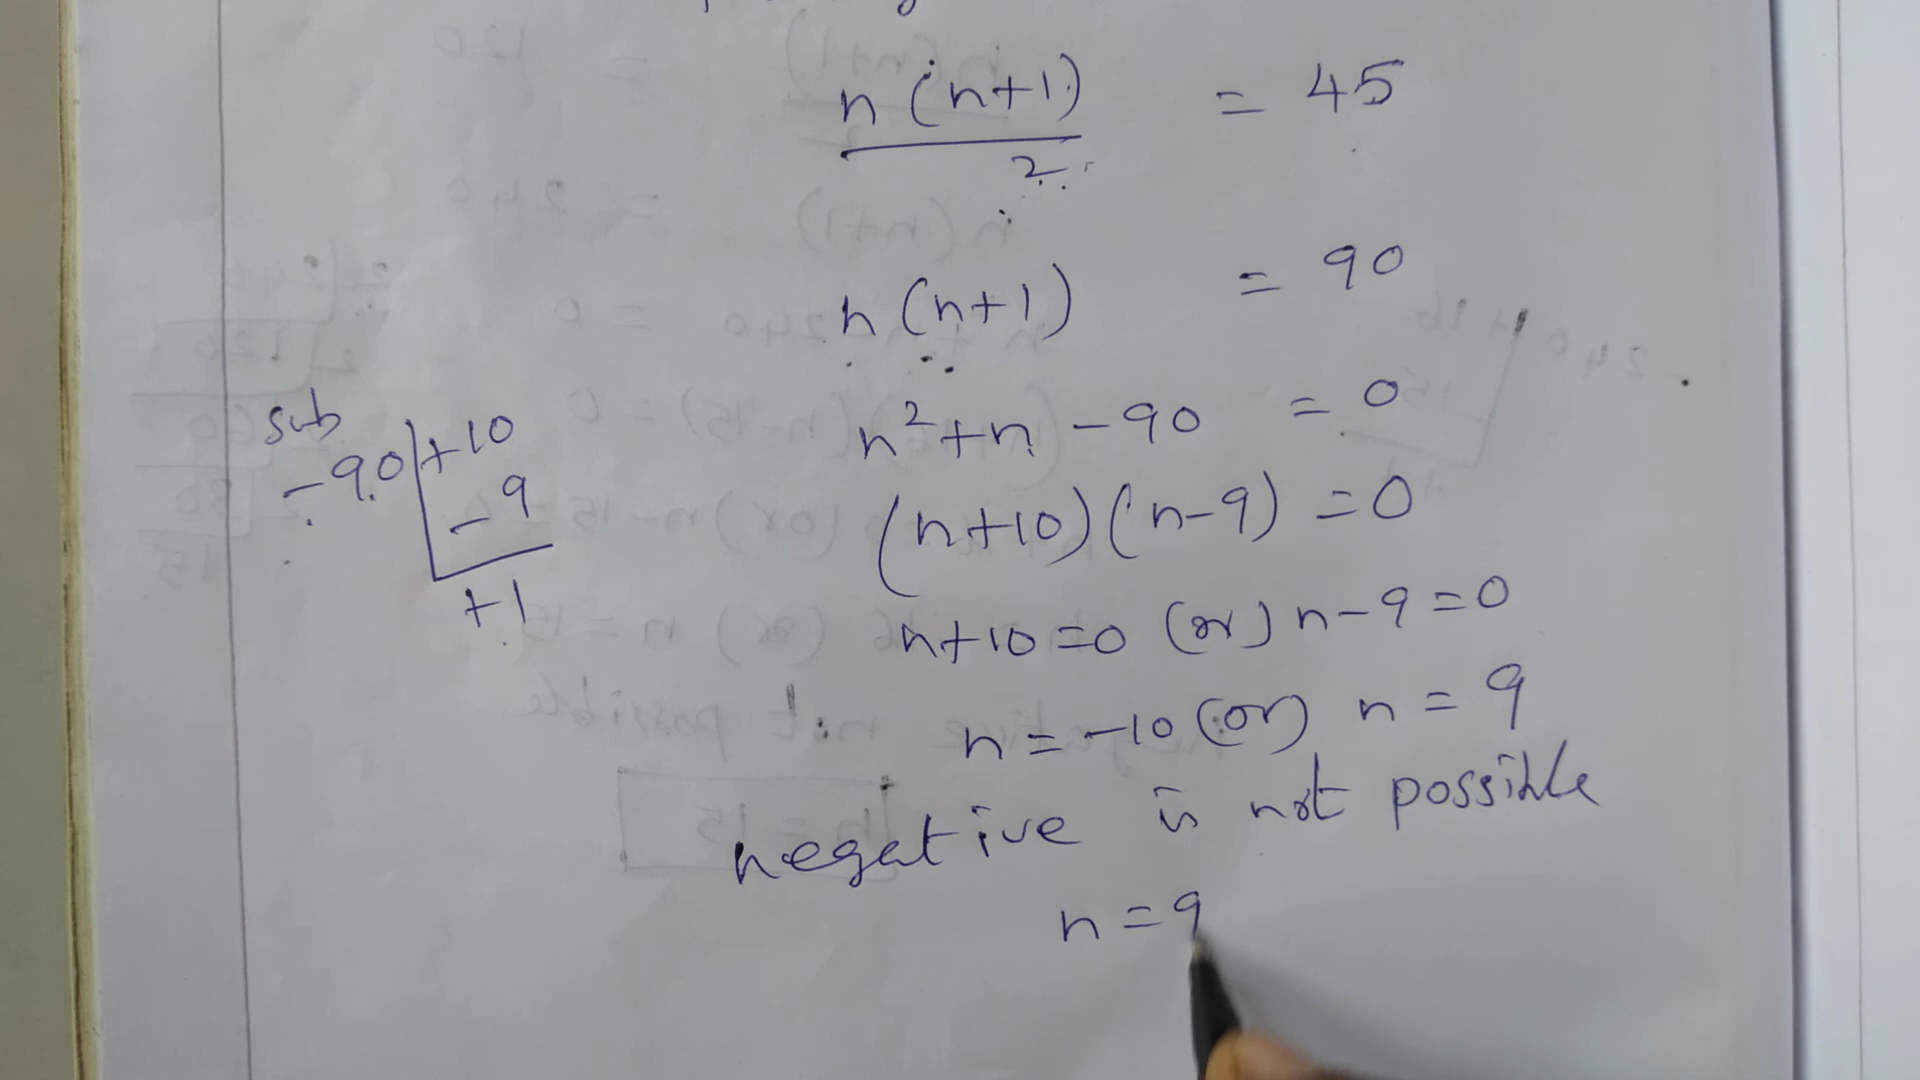 n(n+1)/2 = 45
n(n+1) = 90
n²+n-90 = 0
sub
-90 | +10
-9
+1
(n+10)(n-9) = 0
n+10=0 (or) n-9=0
n = -10 (or) n = 9
negative is not possible
n = 9